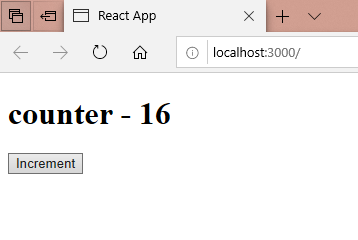 React App
localhost:3000/
counter - 16
Increment